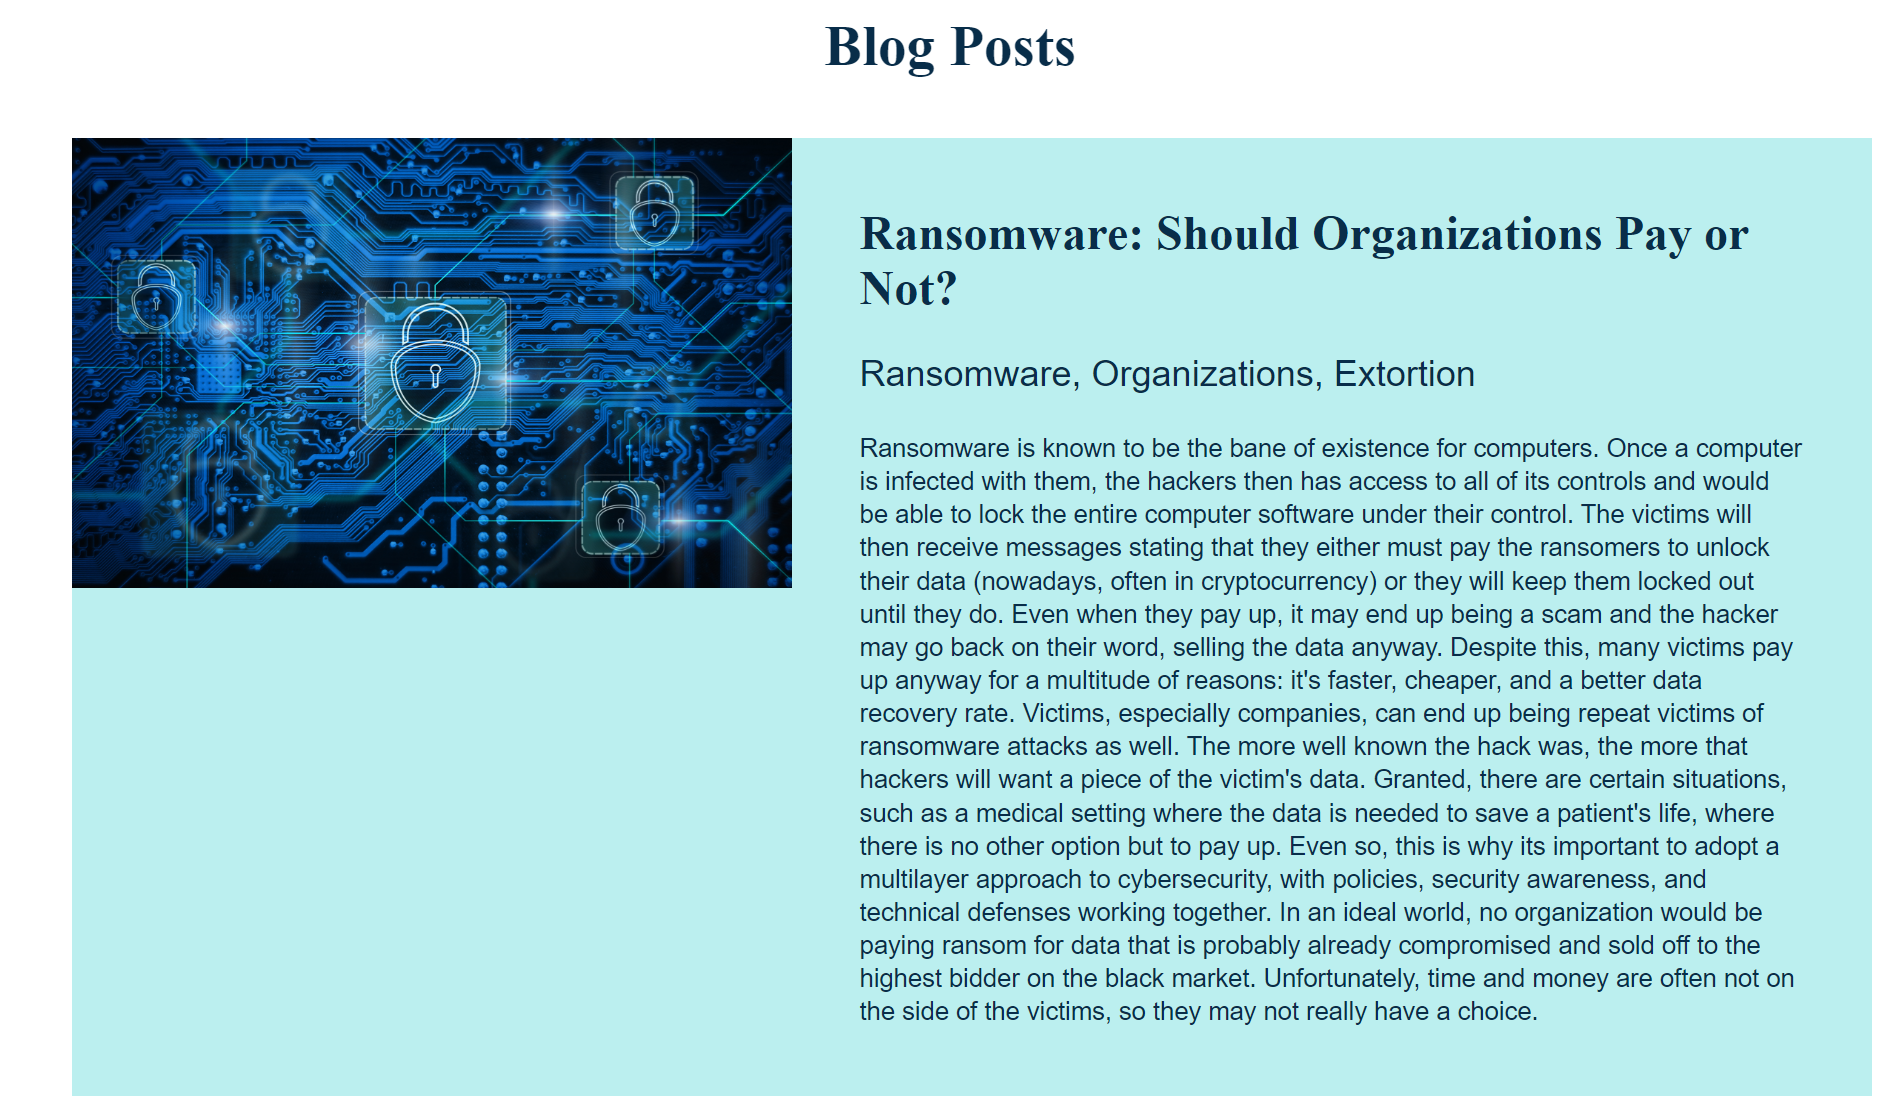 Blog Posts
Ransomware: Should Organizations Pay or
Not?
Ransomware, Organizations, Extortion
Ransomware is known to be the bane of existence for computers. Once a computer
is infected with them, the hackers then has access to all of its controls and would
be able to lock the entire computer software under their control. The victims will
then receive messages stating that they either must pay the ransomers to unlock
their data (nowadays, often in cryptocurrency) or they will keep them locked out
until they do. Even when they pay up, it may end up being a scam and the hacker
may go back on their word, selling the data anyway. Despite this, many victims pay
up anyway for a multitude of reasons: it's faster, cheaper, and a better data
recovery rate. Victims, especially companies, can end up being repeat victims of
ransomware attacks as well. The more well known the hack was, the more that
hackers will want a piece of the victim's data. Granted, there are certain situations,
such as a medical setting where the data is needed to save a patient's life, where
there is no other option but to pay up. Even so, this is why its important to adopt a
multilayer approach to cybersecurity, with policies, security awareness, and
technical defenses working together. In an ideal world, no organization would be
paying ransom for data that is probably already compromised and sold off to the
highest bidder on the black market. Unfortunately, time and money are often not on
the side of the victims, so they may not really have a choice.